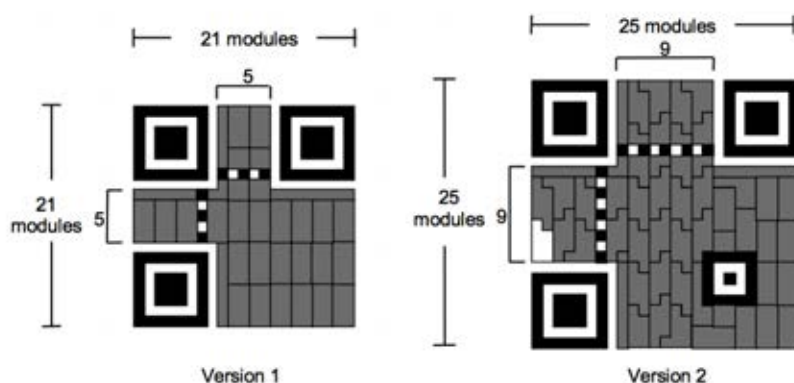 21 modules
5
21
modules
5
Version 1
25 modules
9
25
modules
9
Version 2